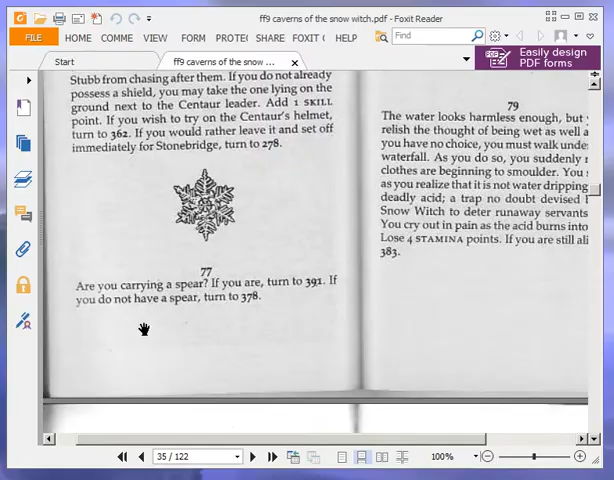 ff9 caverns of the snow witch.pdf - Foxit Reader
FILE HOME COMME VIEW FORM PROTE SHARE FOXIT C HELP Find
Start ff9 caverns of the snow ... Easily design
PDF forms
Stubb from chasing after them. If you do not already
possess a shield, you may take the one lying on the
ground next to the Centaur leader. Add 1 SKILL
point. If you wish to try on the Centaur's helmet,
turn to 362. If you would rather leave it and set off
immediately for Stonebridge, turn to 278.
77
Are you carrying a spear? If you are, turn to 391. If
you do not have a spear, turn to 378.
79
The water looks harmless enough, but
relish the thought of being wet as well a
you have no choice, you must walk unde
waterfall. As you do so, you suddenly
clothes are beginning to smoulder. You
as you realize that it is not water dripping
deadly acid; a trap no doubt devised
Snow Witch to deter runaway servants
You cry out in pain as the acid burns into
Lose 4 STAMINA points. If you are still ali
383.
35 / 122 100%